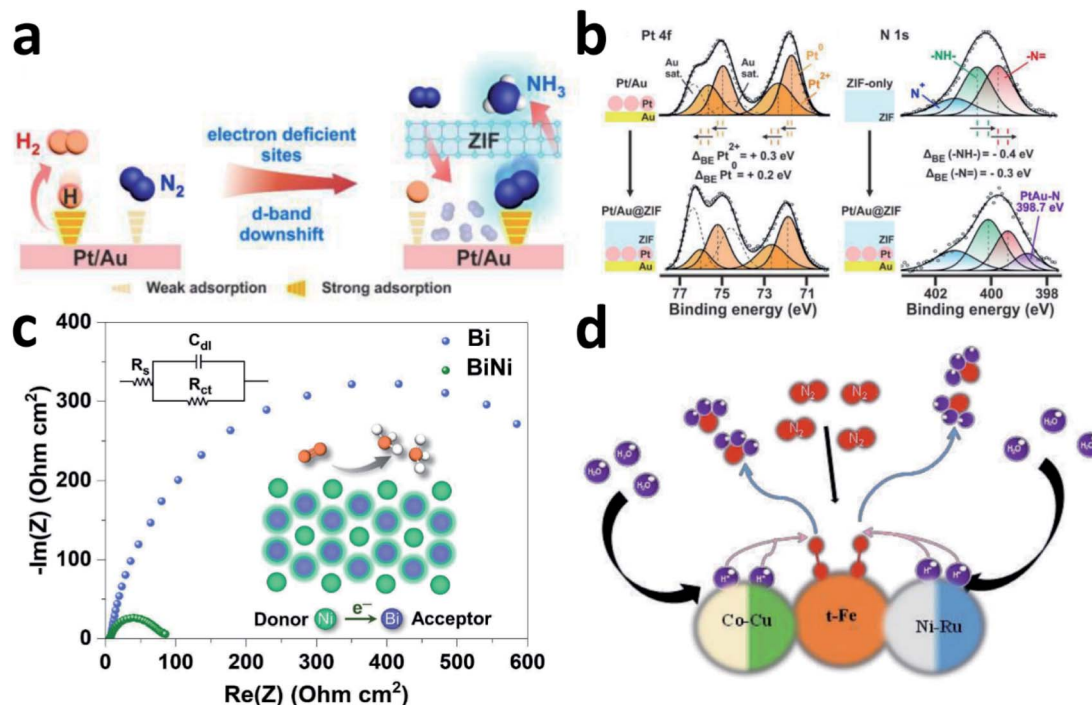 a
H2
H
N2
Pt/Au
electron deficient
sites
d-band
downshift
NH3
ZIF
Pt/Au
Weak adsorption
Strong adsorption
b
Pt 4f
Au
sat.
Au
sat.
Pt0
Pt2+
Pt/Au
Pt
Au
ΔBE Pt2+ = + 0.3 eV
ΔBE Pt0 = + 0.2 eV
Pt/Au@ZIF
ZIF
Pt
Au
77 75 73 71
Binding energy (eV)
N 1s
-NH-
-N=
N+
ZIF-only
ZIF
ΔBE (-NH-) = - 0.4 eV
ΔBE (-N=) = - 0.3 eV
Pt/Au@ZIF
ZIF
Pt
Au
PtAu-N
398.7 eV
402 400 398
Binding energy (eV)
c
400
300
200
100
0
-Im(Z) (Ohm cm2)
Cdl
Rs
Rct
Bi
BiNi
Donor Ni e− Bi Acceptor
0 100 200 300 400 500 600
Re(Z) (Ohm cm2)
d
N2
N2
N2
N2
H2O
H2O
H2O
H2O
H2O
H2O
H+
H+
H+
H+
Co-Cu
t-Fe
Ni-Ru